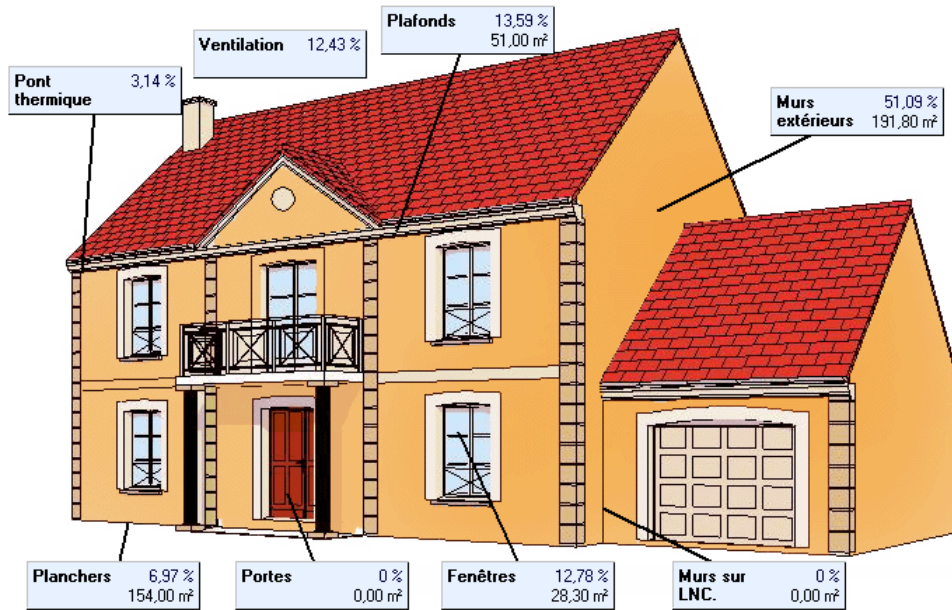 Plafonds 13,59 %
51,00 m²
Ventilation 12,43 %
Pont 3,14 %
thermique
Murs 51,09 %
extérieurs 191,80 m²
Planchers 6,97 %
154,00 m²
Portes 0 %
0,00 m²
Fenêtres 12,78 %
28,30 m²
Murs sur 0 %
LNC. 0,00 m²